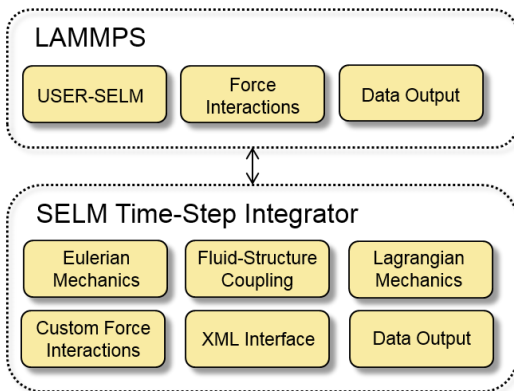 LAMMPS
USER-SELM
Force
Interactions
Data Output
SELM Time-Step Integrator
Eulerian
Mechanics
Fluid-Structure
Coupling
Lagrangian
Mechanics
Custom Force
Interactions
XML Interface
Data Output